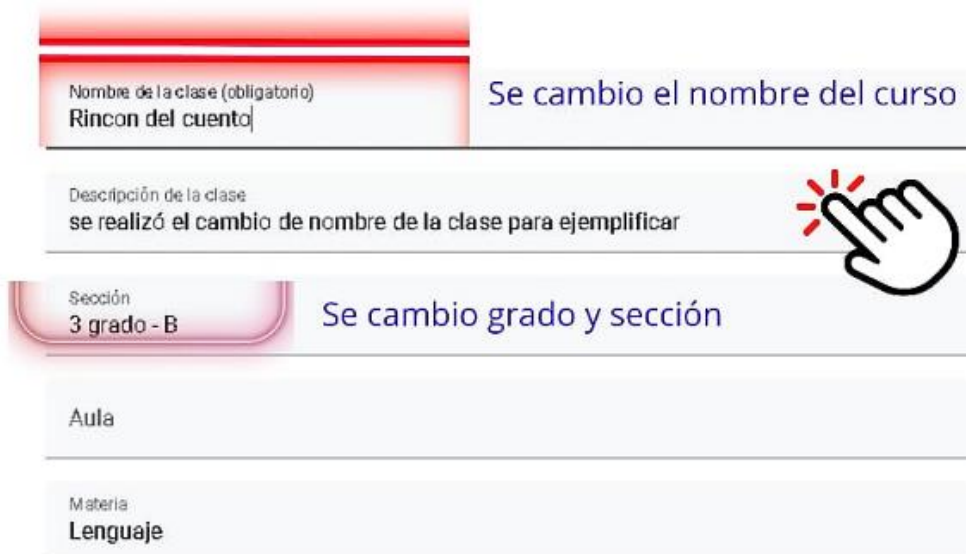 Nombre de la clase (obligatorio)
Rincon del cuento
Se cambio el nombre del curso
Descripción de la clase
se realizó el cambio de nombre de la clase para ejemplificar
Sección
3 grado - B
Se cambio grado y sección
Aula
Materia
Lenguaje